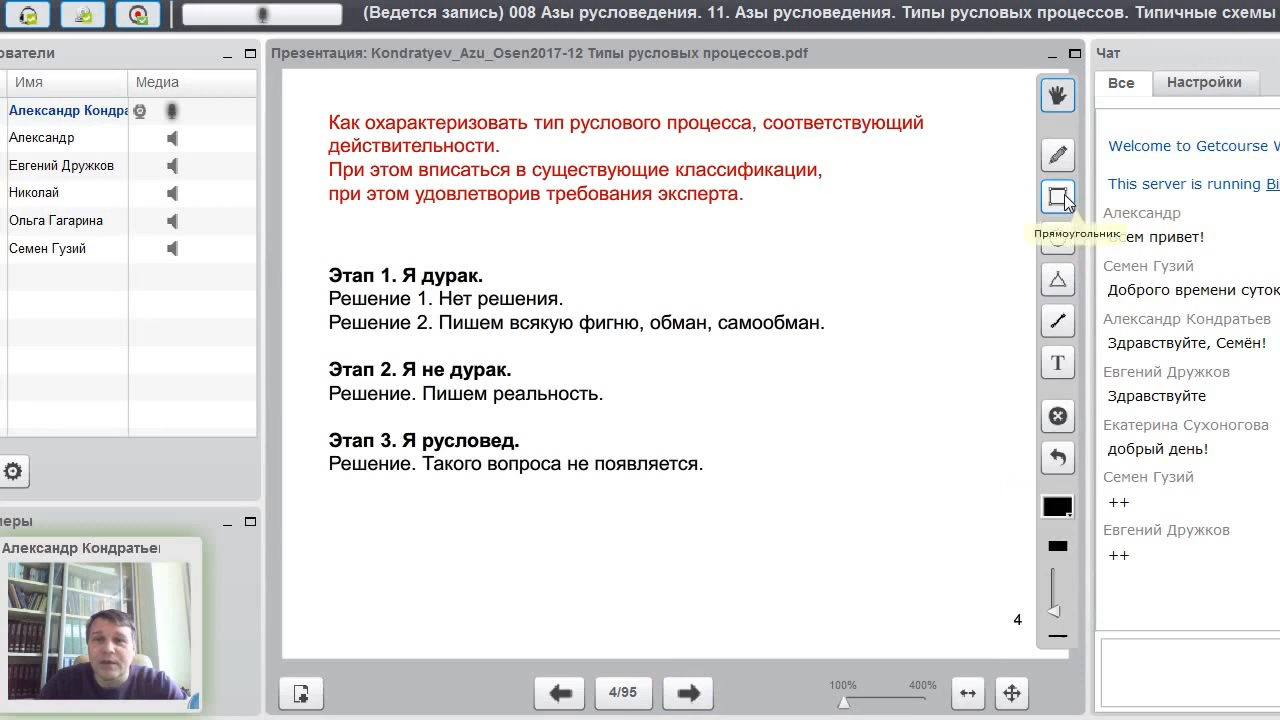 (Ведется запись) 008 Азы русловедения. 11. Азы русловедения. Типы русловых процессов. Типичные схемы
ователи
Имя Медиа
Александр Кондра
Александр
Евгений Дружков
Николай
Ольга Гагарина
Семен Гузий
меры
Александр Кондратьен
Презентация: Kondratyev_Azu_Osen2017-12 Типы русловых процессов.pdf
Как охарактеризовать тип руслового процесса, соответствующий
действительности.
При этом вписаться в существующие классификации,
при этом удовлетворив требования эксперта.
Этап 1. Я дурак.
Решение 1. Нет решения.
Решение 2. Пишем всякую фигню, обман, самообман.
Этап 2. Я не дурак.
Решение. Пишем реальность.
Этап 3. Я русловед.
Решение. Такого вопроса не появляется.
4
Прямоугольник
T
4/95
100% 400%
Чат
Все Настройки
Welcome to Getcourse W
This server is running Bi
Александр
Всем привет!
Семен Гузий
Доброго времени суток
Александр Кондратьев
Здравствуйте, Семён!
Евгений Дружков
Здравствуйте
Екатерина Сухоногова
добрый день!
Семен Гузий
++
Евгений Дружков
++